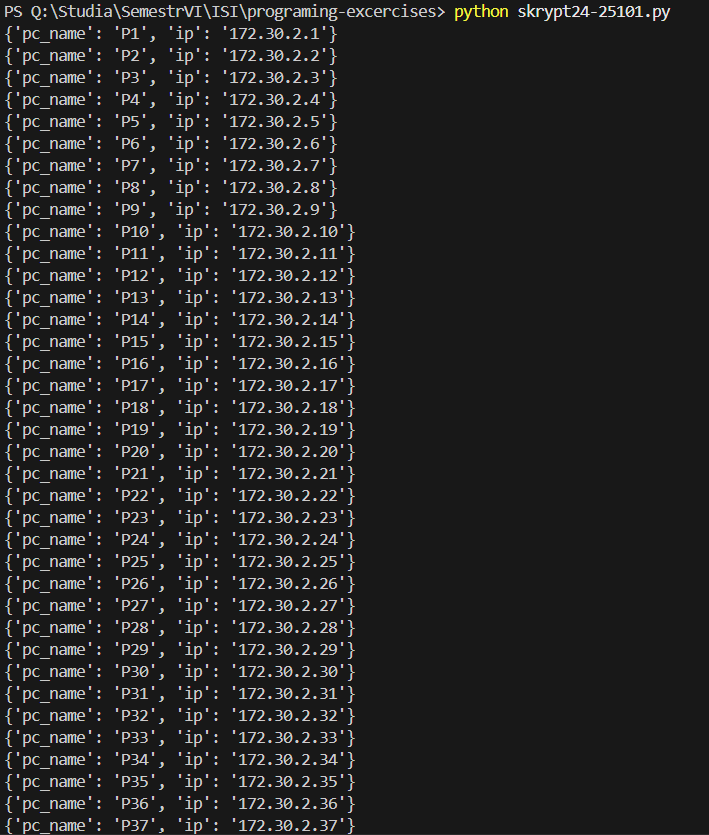 PS Q:\Studia\SemestrVI\ISI\programing-excercises> python skrypt24-25101.py
{'pc_name': 'P1', 'ip': '172.30.2.1'}
{'pc_name': 'P2', 'ip': '172.30.2.2'}
{'pc_name': 'P3', 'ip': '172.30.2.3'}
{'pc_name': 'P4', 'ip': '172.30.2.4'}
{'pc_name': 'P5', 'ip': '172.30.2.5'}
{'pc_name': 'P6', 'ip': '172.30.2.6'}
{'pc_name': 'P7', 'ip': '172.30.2.7'}
{'pc_name': 'P8', 'ip': '172.30.2.8'}
{'pc_name': 'P9', 'ip': '172.30.2.9'}
{'pc_name': 'P10', 'ip': '172.30.2.10'}
{'pc_name': 'P11', 'ip': '172.30.2.11'}
{'pc_name': 'P12', 'ip': '172.30.2.12'}
{'pc_name': 'P13', 'ip': '172.30.2.13'}
{'pc_name': 'P14', 'ip': '172.30.2.14'}
{'pc_name': 'P15', 'ip': '172.30.2.15'}
{'pc_name': 'P16', 'ip': '172.30.2.16'}
{'pc_name': 'P17', 'ip': '172.30.2.17'}
{'pc_name': 'P18', 'ip': '172.30.2.18'}
{'pc_name': 'P19', 'ip': '172.30.2.19'}
{'pc_name': 'P20', 'ip': '172.30.2.20'}
{'pc_name': 'P21', 'ip': '172.30.2.21'}
{'pc_name': 'P22', 'ip': '172.30.2.22'}
{'pc_name': 'P23', 'ip': '172.30.2.23'}
{'pc_name': 'P24', 'ip': '172.30.2.24'}
{'pc_name': 'P25', 'ip': '172.30.2.25'}
{'pc_name': 'P26', 'ip': '172.30.2.26'}
{'pc_name': 'P27', 'ip': '172.30.2.27'}
{'pc_name': 'P28', 'ip': '172.30.2.28'}
{'pc_name': 'P29', 'ip': '172.30.2.29'}
{'pc_name': 'P30', 'ip': '172.30.2.30'}
{'pc_name': 'P31', 'ip': '172.30.2.31'}
{'pc_name': 'P32', 'ip': '172.30.2.32'}
{'pc_name': 'P33', 'ip': '172.30.2.33'}
{'pc_name': 'P34', 'ip': '172.30.2.34'}
{'pc_name': 'P35', 'ip': '172.30.2.35'}
{'pc_name': 'P36', 'ip': '172.30.2.36'}
{'pc_name': 'P37', 'ip': '172.30.2.37'}